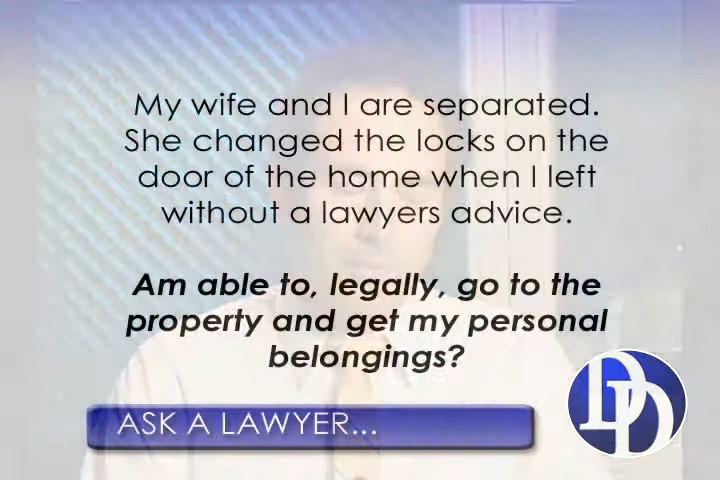 My wife and I are separated.
She changed the locks on the
door of the home when I left
without a lawyers advice.
Am able to, legally, go to the
property and get my personal
belongings?
ASK A LAWYER...
DD